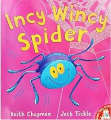 Incy Wincy
Spider
Keith Chapman
Jack Tickle